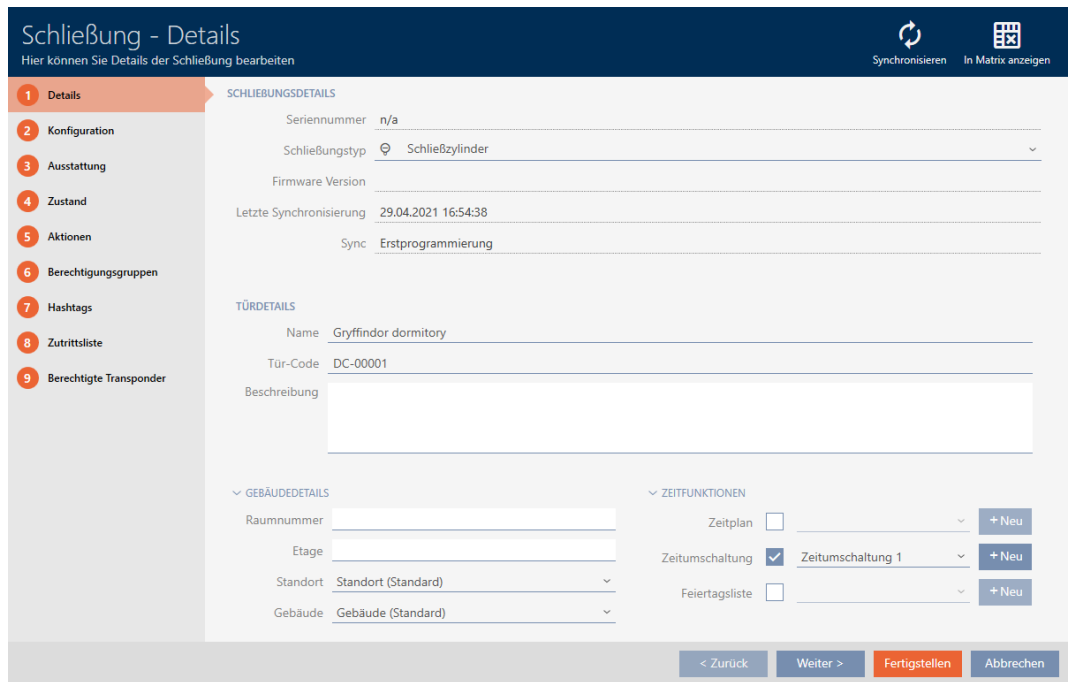 Schließung - Details
Hier können Sie Details der Schließung bearbeiten
Synchronisieren
In Matrix anzeigen
1 Details
2 Konfiguration
3 Ausstattung
4 Zustand
5 Aktionen
6 Berechtigungsgruppen
7 Hashtags
8 Zutrittsliste
9 Berechtigte Transponder
SCHLIEßUNGSDETAILS
Seriennummer n/a
Schließungstyp Schließzylinder
Firmware Version
Letzte Synchronisierung 29.04.2021 16:54:38
Sync Erstprogrammierung
TÜRDETAILS
Name Gryffindor dormitory
Tür-Code DC-00001
Beschreibung
GEBÄUDEDETAILS
Raumnummer
Etage
Standort Standort (Standard)
Gebäude Gebäude (Standard)
ZEITFUNKTIONEN
Zeitplan + Neu
Zeitumschaltung Zeitumschaltung 1 + Neu
Feiertagsliste + Neu
< Zurück
Weiter >
Fertigstellen
Abbrechen